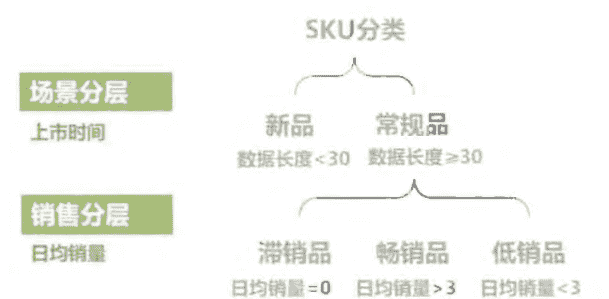 SKU分类
场景分层
上市时间
新品 常规品
数据长度<30 数据长度≥30
销售分层
日均销量
滞销品 畅销品 低销品
日均销量=0 日均销量>3 日均销量<3